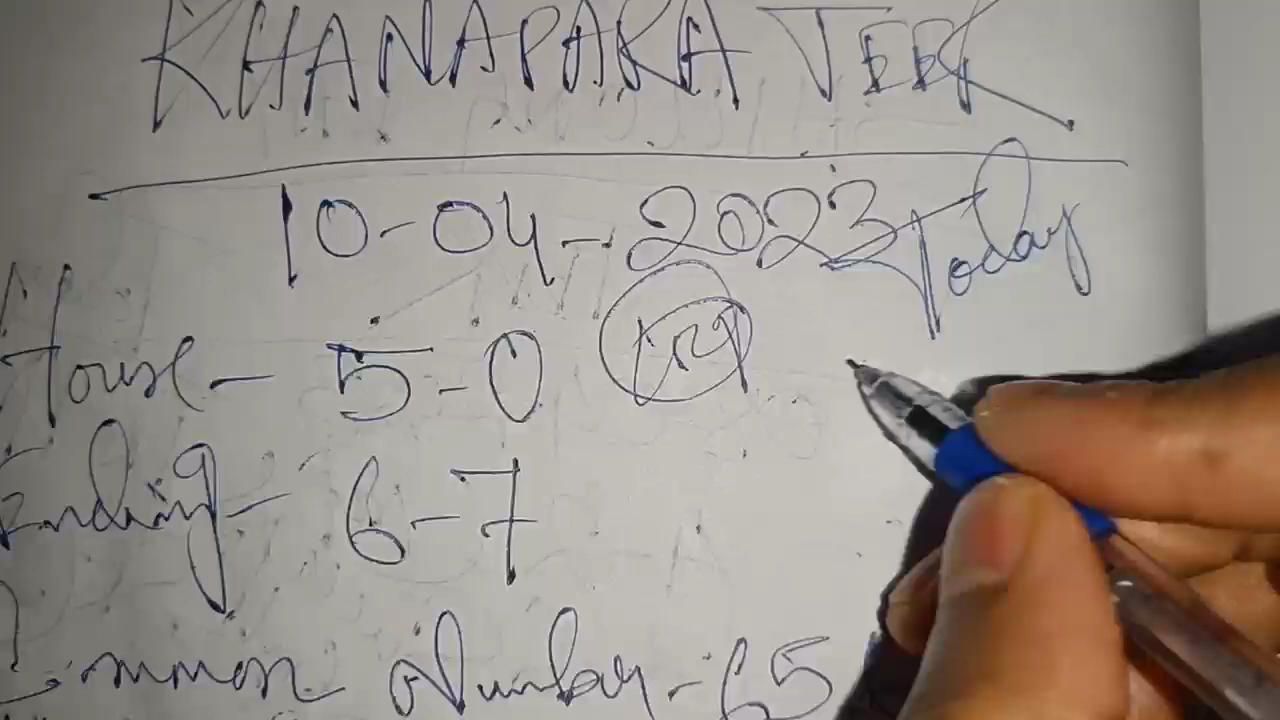 KHANAPARA TEER
10-04-2023 Today
House - 5-0
Ending - 6-7
Common Number - 65